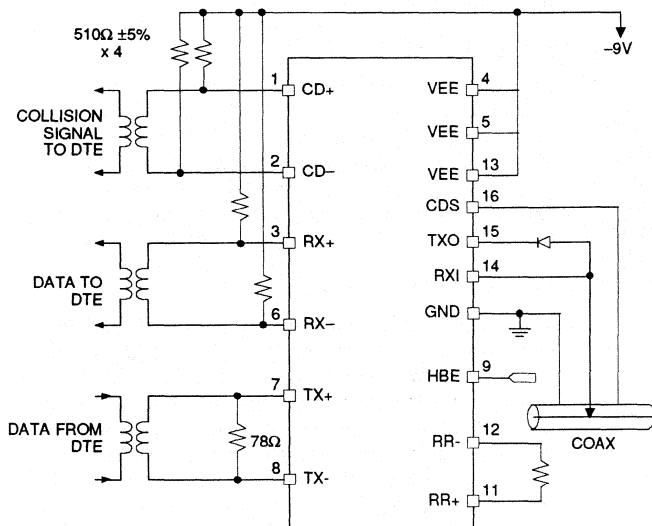 510Ω ±5%
x 4
–9V
1
CD+
VEE
4
COLLISION
SIGNAL
TO DTE
VEE
5
2
CD–
VEE
13
CDS
16
3
RX+
TXO
15
RXI
14
DATA TO
DTE
6
RX–
GND
7
TX+
HBE
9
DATA FROM
DTE
78Ω
COAX
RR-
12
8
TX-
RR+
11